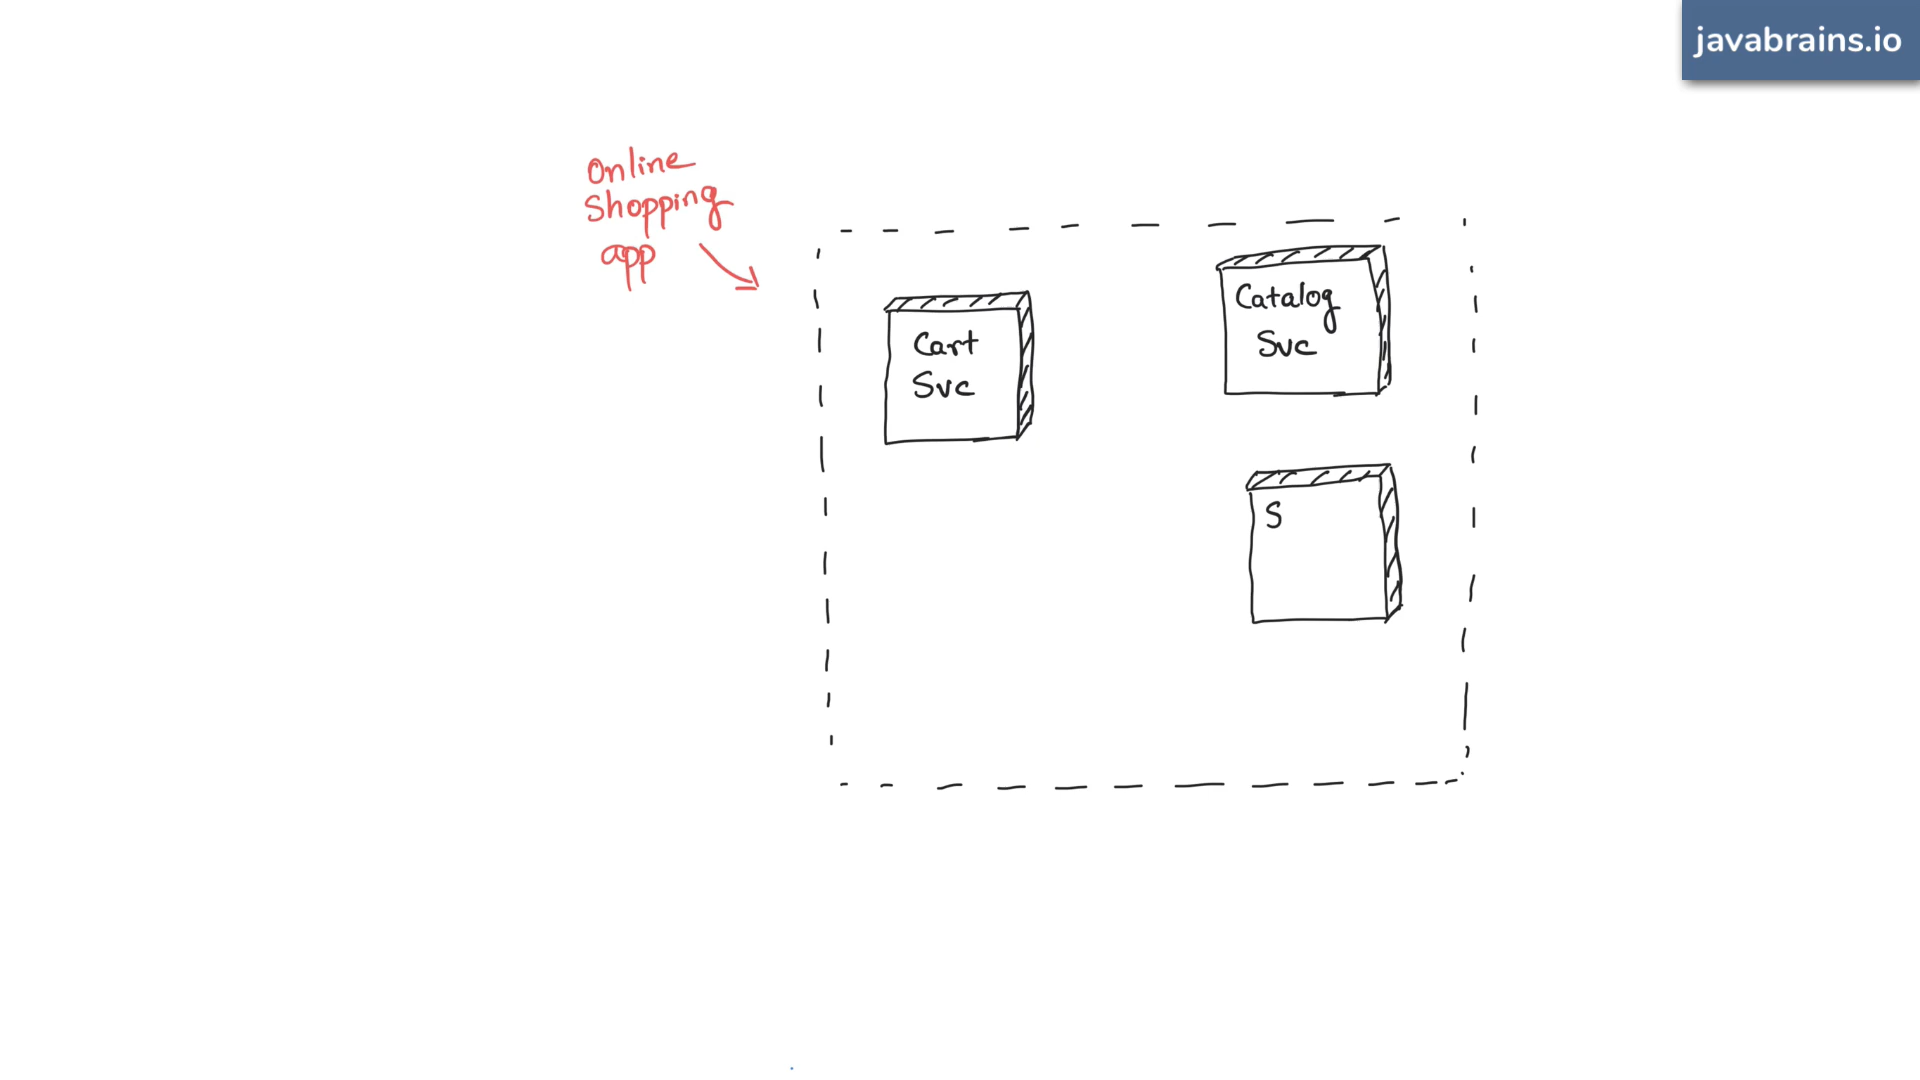 javabrains.io
Online
Shopping
app
Cart
Svc
Catalog
Svc
S